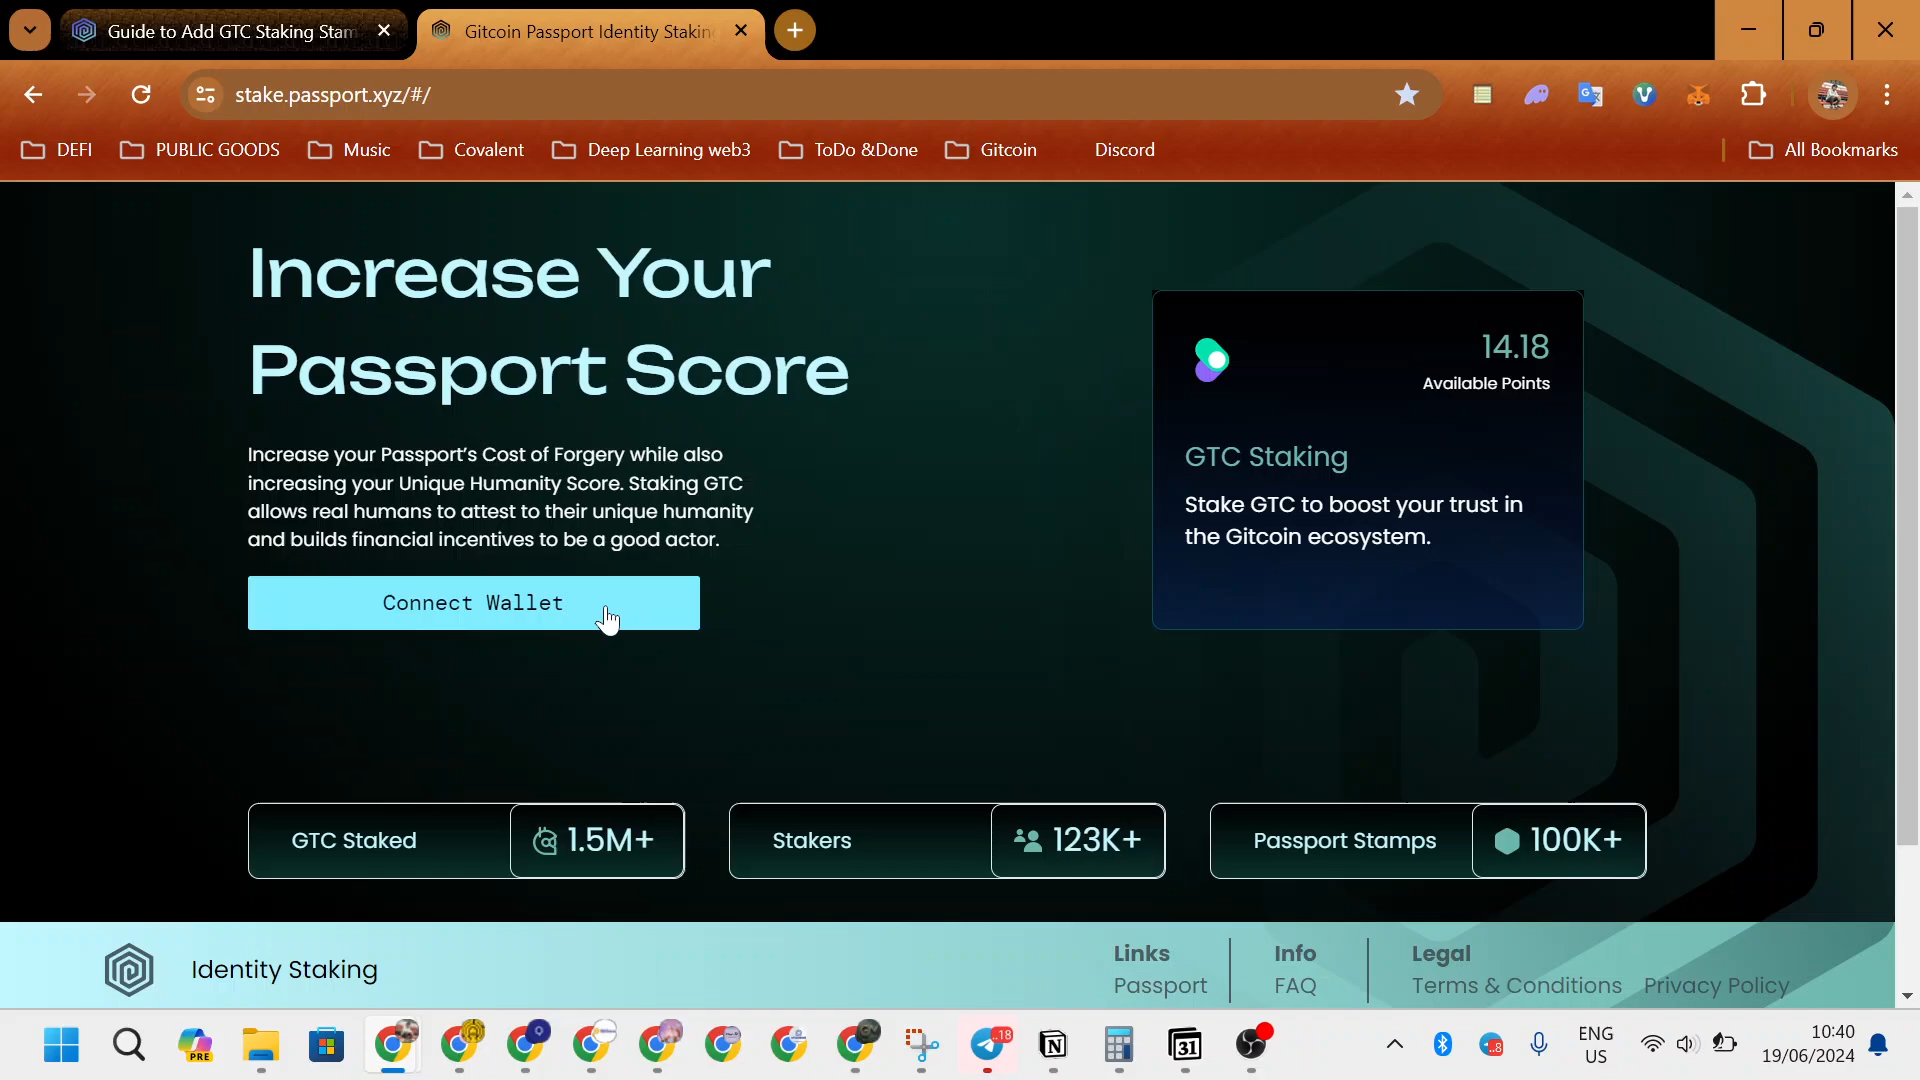 Guide to Add GTC Staking Stam
Gitcoin Passport Identity Stakin
stake.passport.xyz/#/
DEFI
PUBLIC GOODS
Music
Covalent
Deep Learning web3
ToDo &Done
Gitcoin
Discord
All Bookmarks
Increase Your
Passport Score
Increase your Passport's Cost of Forgery while also
increasing your Unique Humanity Score. Staking GTC
allows real humans to attest to their unique humanity
and builds financial incentives to be a good actor.
Connect Wallet
14.18
Available Points
GTC Staking
Stake GTC to boost your trust in
the Gitcoin ecosystem.
GTC Staked
1.5M+
Stakers
123K+
Passport Stamps
100K+
Identity Staking
Links
Passport
Info
FAQ
Legal
Terms & Conditions
Privacy Policy
PRE
18
31
8
ENG
US
10:40
19/06/2024